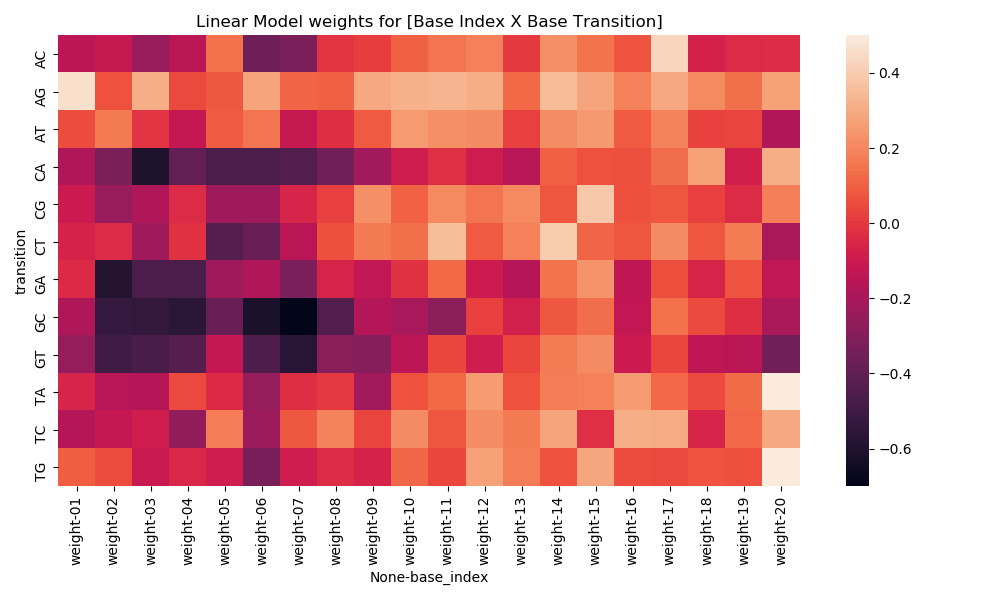 Linear Model weights for [Base Index X Base Transition]
transition
AC
AG
AT
CA
CG
CT
GA
GC
GT
TA
TC
TG
weight-01
weight-02
weight-03
weight-04
weight-05
weight-06
weight-07
weight-08
weight-09
weight-10
weight-11
weight-12
weight-13
weight-14
weight-15
weight-16
weight-17
weight-18
weight-19
weight-20
None-base_index
0.4
0.2
0.0
−0.2
−0.4
−0.6